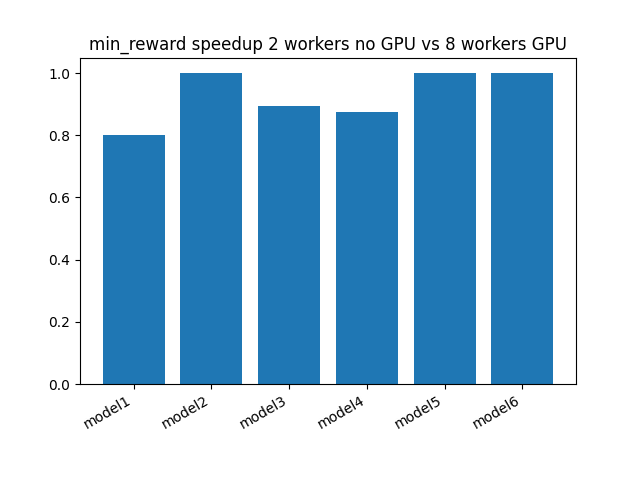 min_reward speedup 2 workers no GPU vs 8 workers GPU
1.0
0.8
0.6
0.4
0.2
0.0
model1
model2
model3
model4
model5
model6